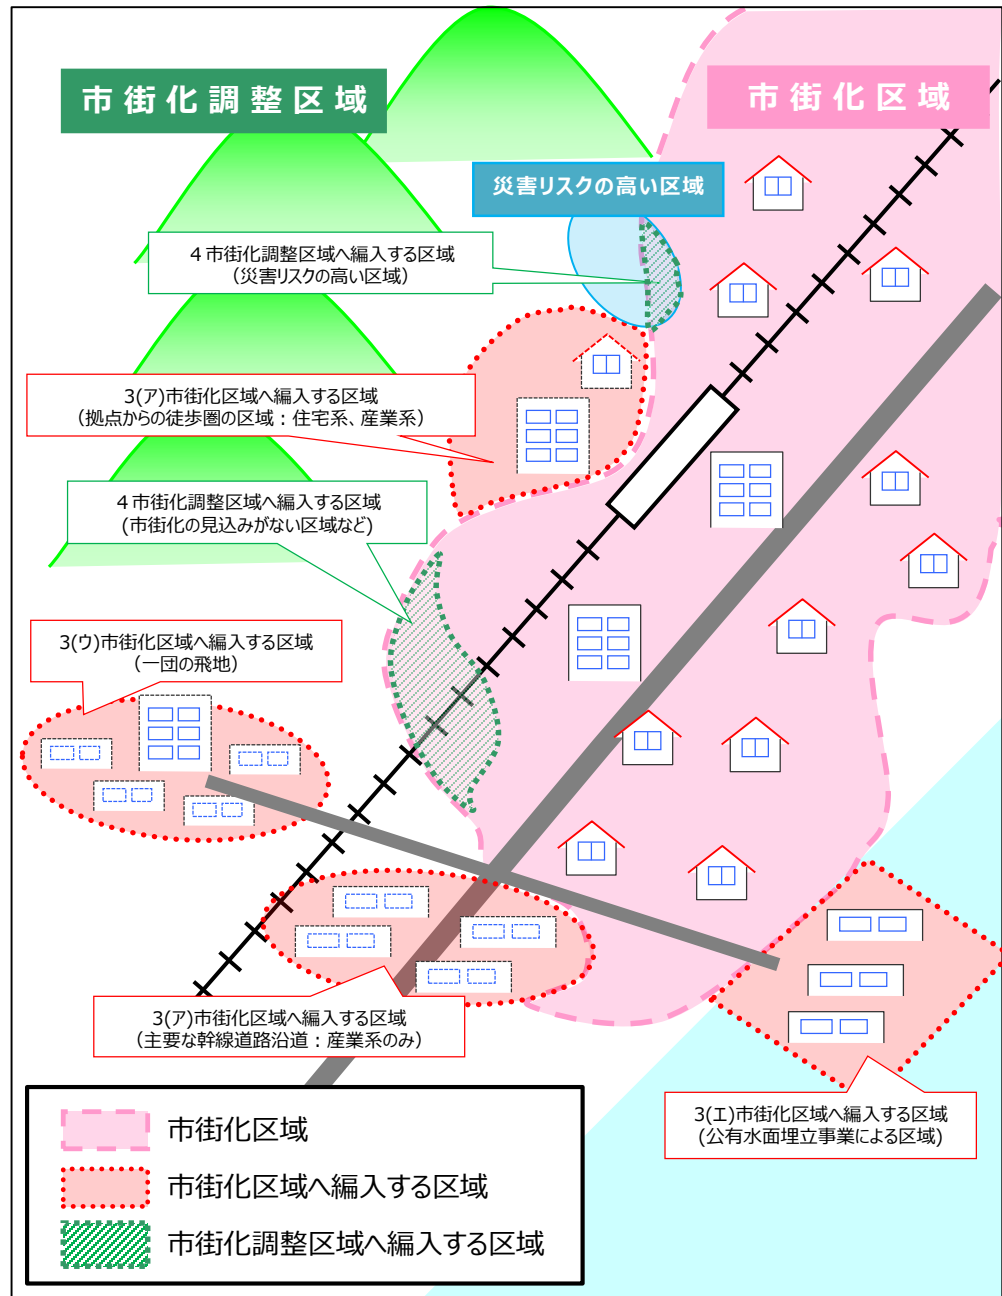 市街化調整区域
市街化区域
災害リスクの高い区域
4 市街化調整区域へ編入する区域
（災害リスクの高い区域）
3(ア)市街化区域へ編入する区域
（拠点からの徒歩圏の区域：住宅系、産業系）
4 市街化調整区域へ編入する区域
(市街化の見込みがない区域など)
3(ウ)市街化区域へ編入する区域
（一団の飛地）
3(ア)市街化区域へ編入する区域
（主要な幹線道路沿道：産業系のみ）
3(エ)市街化区域へ編入する区域
(公有水面埋立事業による区域)
市街化区域
市街化区域へ編入する区域
市街化調整区域へ編入する区域